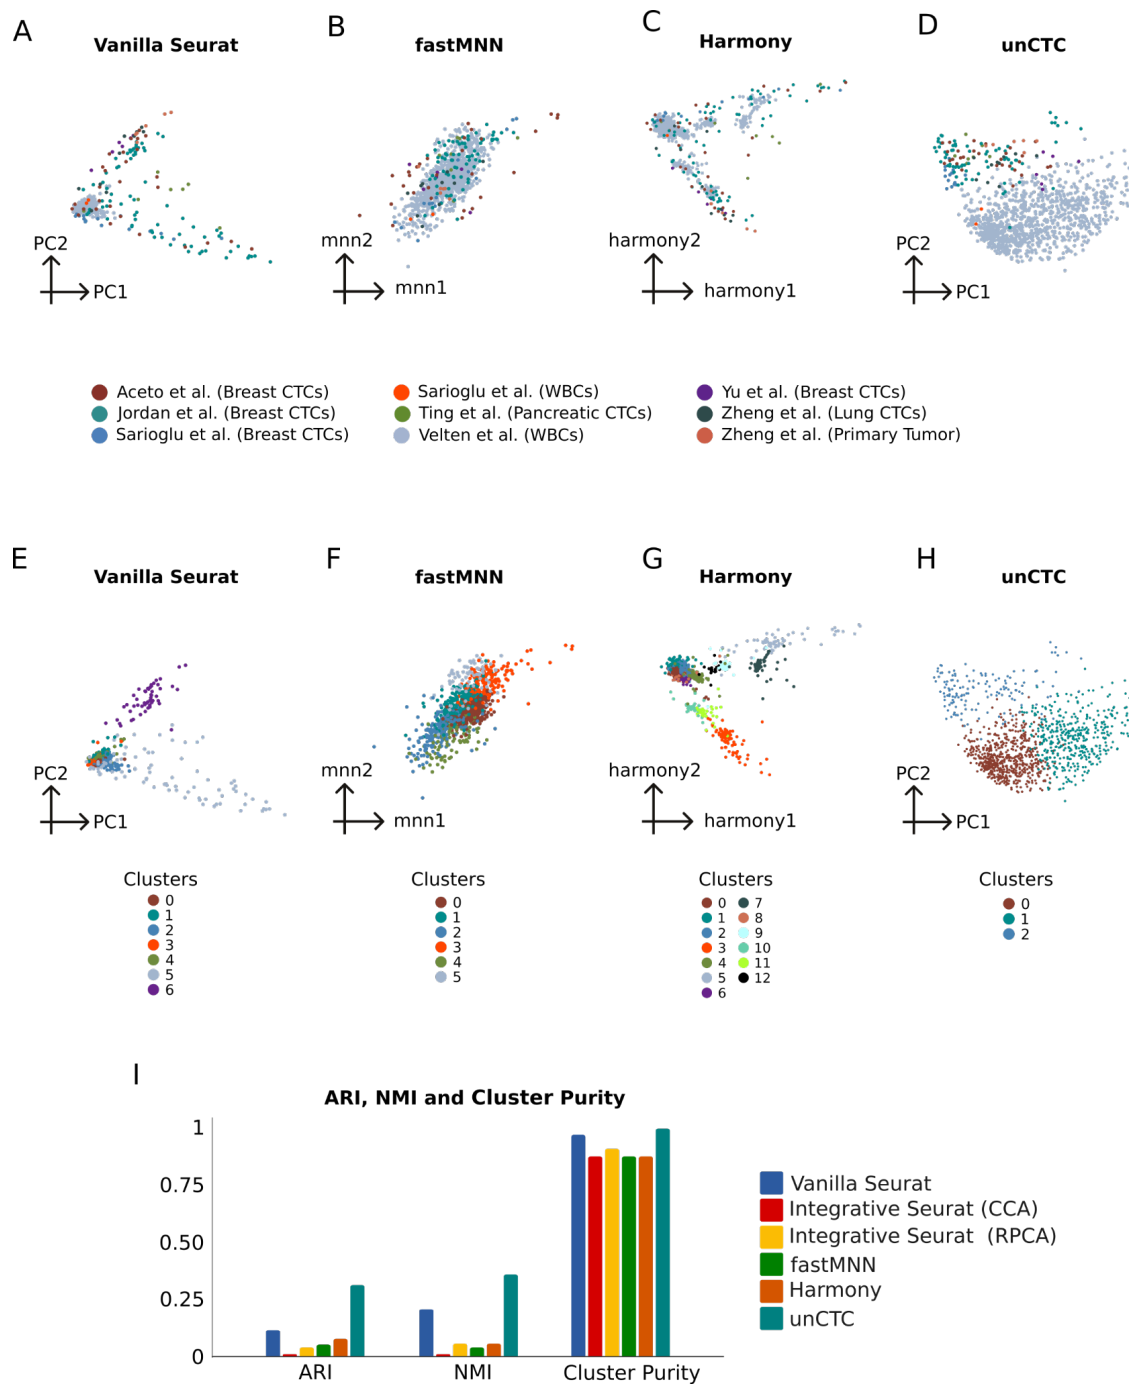 A
Vanilla Seurat
PC2
PC1
B
fastMNN
mnn2
mnn1
C
Harmony
harmony2
harmony1
D
unCTC
PC2
PC1
Aceto et al. (Breast CTCs)
Jordan et al. (Breast CTCs)
Sarioglu et al. (Breast CTCs)
Sarioglu et al. (WBCs)
Ting et al. (Pancreatic CTCs)
Velten et al. (WBCs)
Yu et al. (Breast CTCs)
Zheng et al. (Lung CTCs)
Zheng et al. (Primary Tumor)
E
Vanilla Seurat
PC2
PC1
Clusters
0
1
2
3
4
5
6
F
fastMNN
mnn2
mnn1
Clusters
0
1
2
3
4
5
G
Harmony
harmony2
harmony1
Clusters
0
1
2
3
4
5
6
7
8
9
10
11
12
H
unCTC
PC2
PC1
Clusters
0
1
2
I
ARI, NMI and Cluster Purity
1
0.75
0.50
0.25
0
ARI
NMI
Cluster Purity
Vanilla Seurat
Integrative Seurat (CCA)
Integrative Seurat (RPCA)
fastMNN
Harmony
unCTC